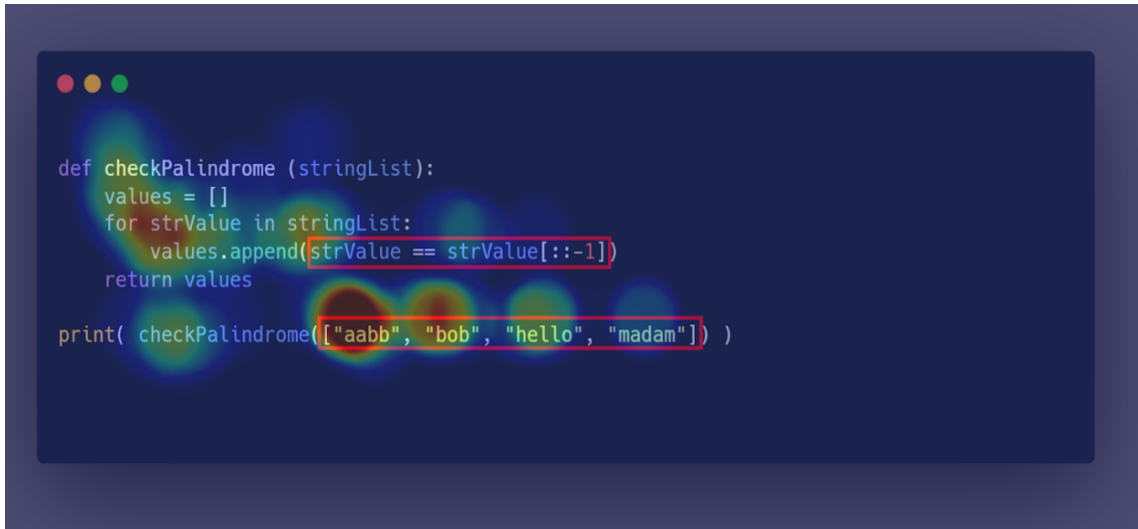 def checkPalindrome (stringList):
    values = []
    for strValue in stringList:
        values.append(strValue == strValue[::-1])
    return values
print( checkPalindrome(["aabb", "bob", "hello", "madam"]) )